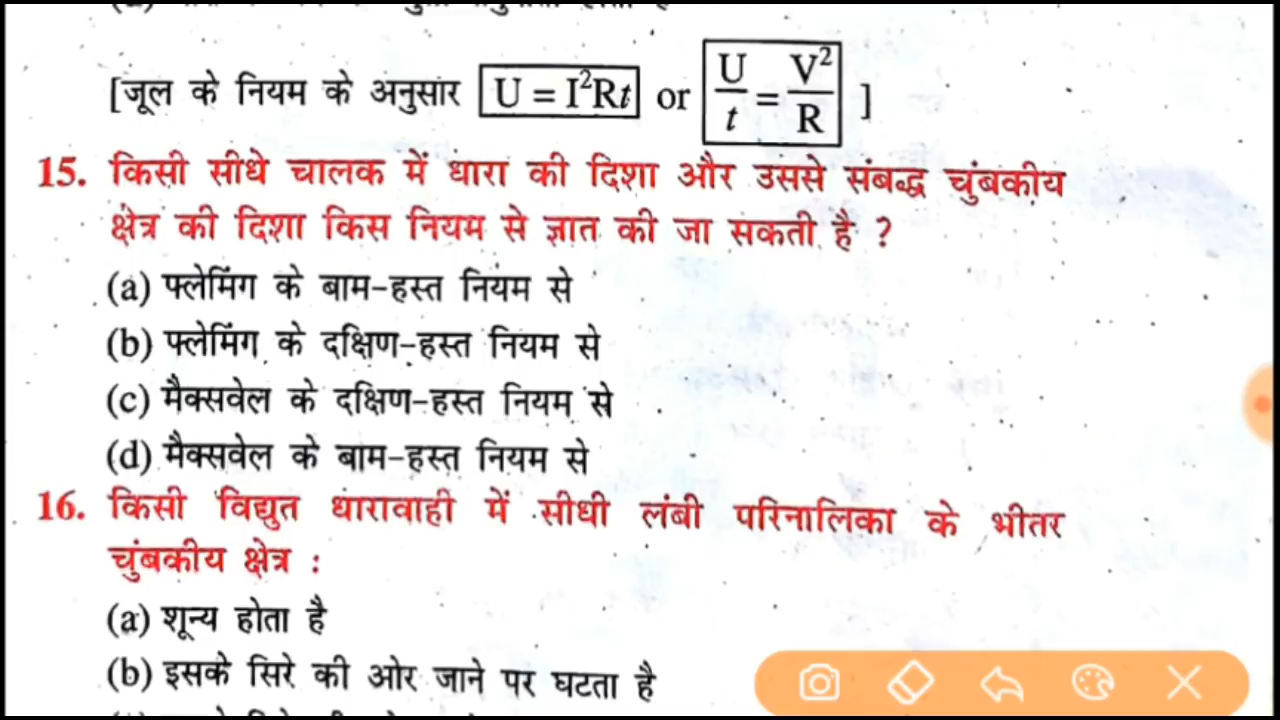 [जूल के नियम के अनुसार U = I²Rt or U/t = V²/R ]
15. किसी सीधे चालक में धारा की दिशा और उससे संबद्ध चुंबकीय
क्षेत्र की दिशा किस नियम से ज्ञात की जा सकती है ?
(a) फ्लेमिंग के बाम-हस्त नियम से
(b) फ्लेमिंग के दक्षिण-हस्त नियम से
(c) मैक्सवेल के दक्षिण-हस्त नियम से
(d) मैक्सवेल के बाम-हस्त नियम से
16. किसी विद्युत धारावाही में सीधी लंबी परिनालिका के भीतर
चुंबकीय क्षेत्र :
(a) शून्य होता है
(b) इसके सिरे की ओर जाने पर घटता है